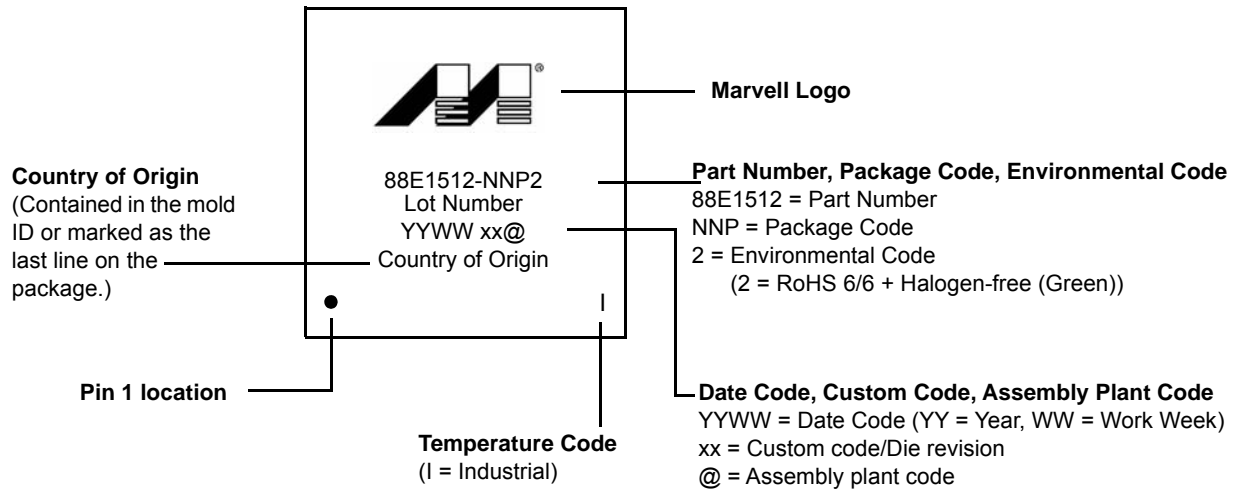 ®
Marvell Logo
Country of Origin
(Contained in the mold
ID or marked as the
last line on the
package.)
88E1512-NNP2
Lot Number
YYWW xx@
Country of Origin
I
Part Number, Package Code, Environmental Code
88E1512 = Part Number
NNP = Package Code
2 = Environmental Code
(2 = RoHS 6/6 + Halogen-free (Green))
Pin 1 location
Temperature Code
(I = Industrial)
Date Code, Custom Code, Assembly Plant Code
YYWW = Date Code (YY = Year, WW = Work Week)
xx = Custom code/Die revision
@ = Assembly plant code